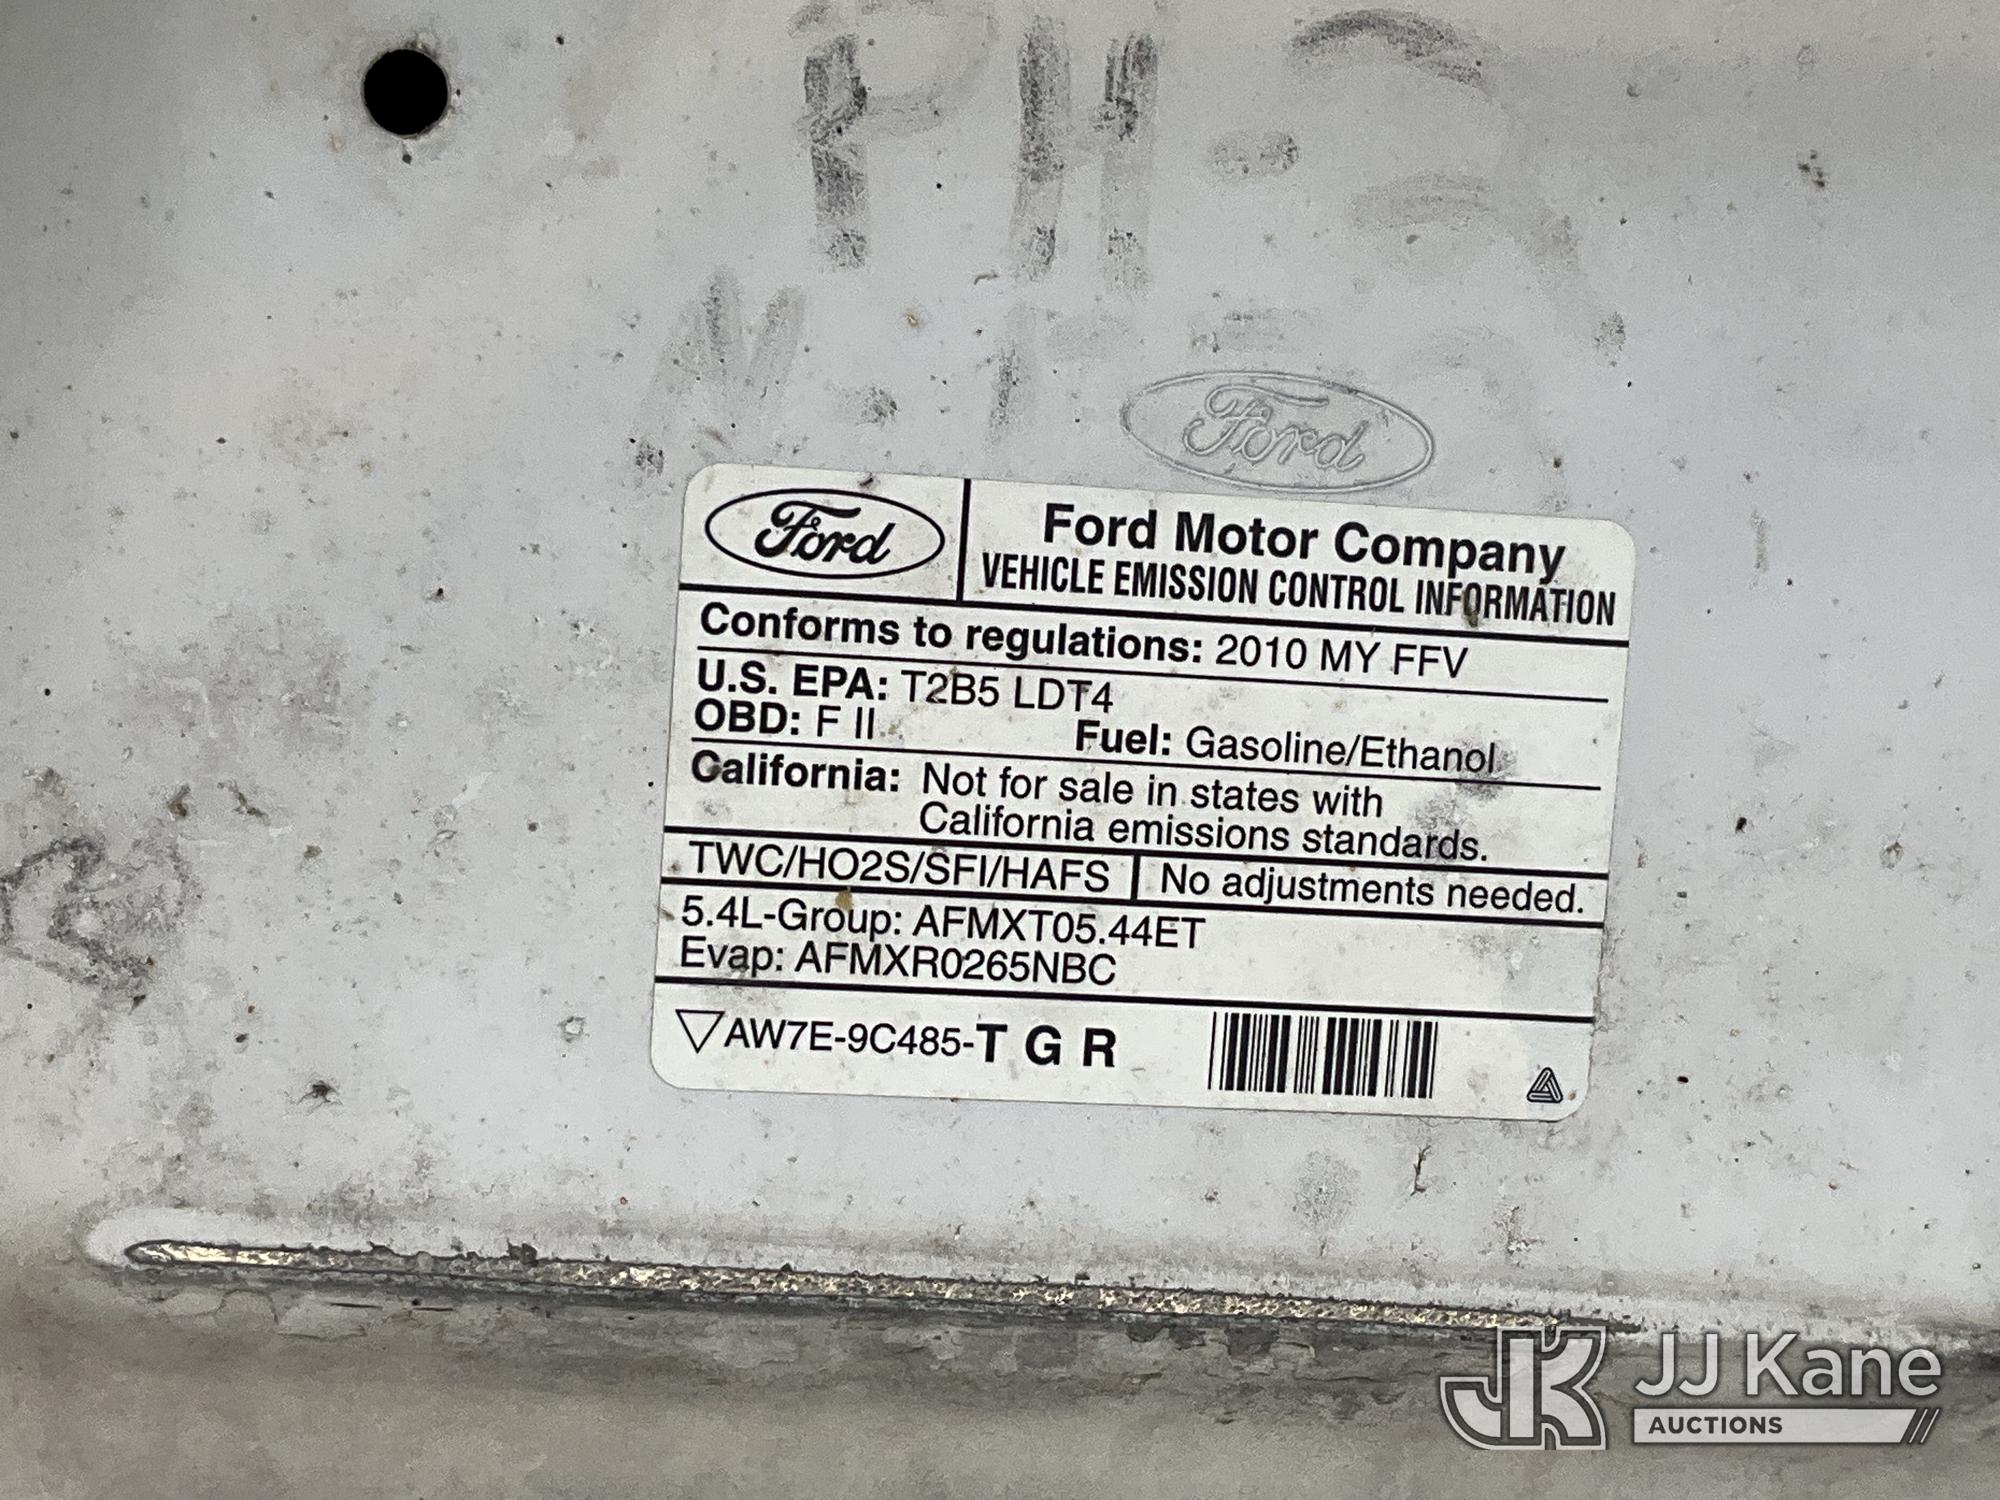 PH-
Ford
Ford
Ford Motor Company
VEHICLE EMISSION CONTROL INFORMATION
Conforms to regulations: 2010 MY FFV
U.S. EPA: T2B5 LDT4
OBD: F II Fuel: Gasoline/Ethanol
California: Not for sale in states with
California emissions standards.
TWC/HO2S/SFI/HAFS No adjustments needed.
5.4L-Group: AFMXT05.44ET
Evap: AFMXR0265NBC
AW7E-9C485-T G R
JK JJ Kane
AUCTIONS